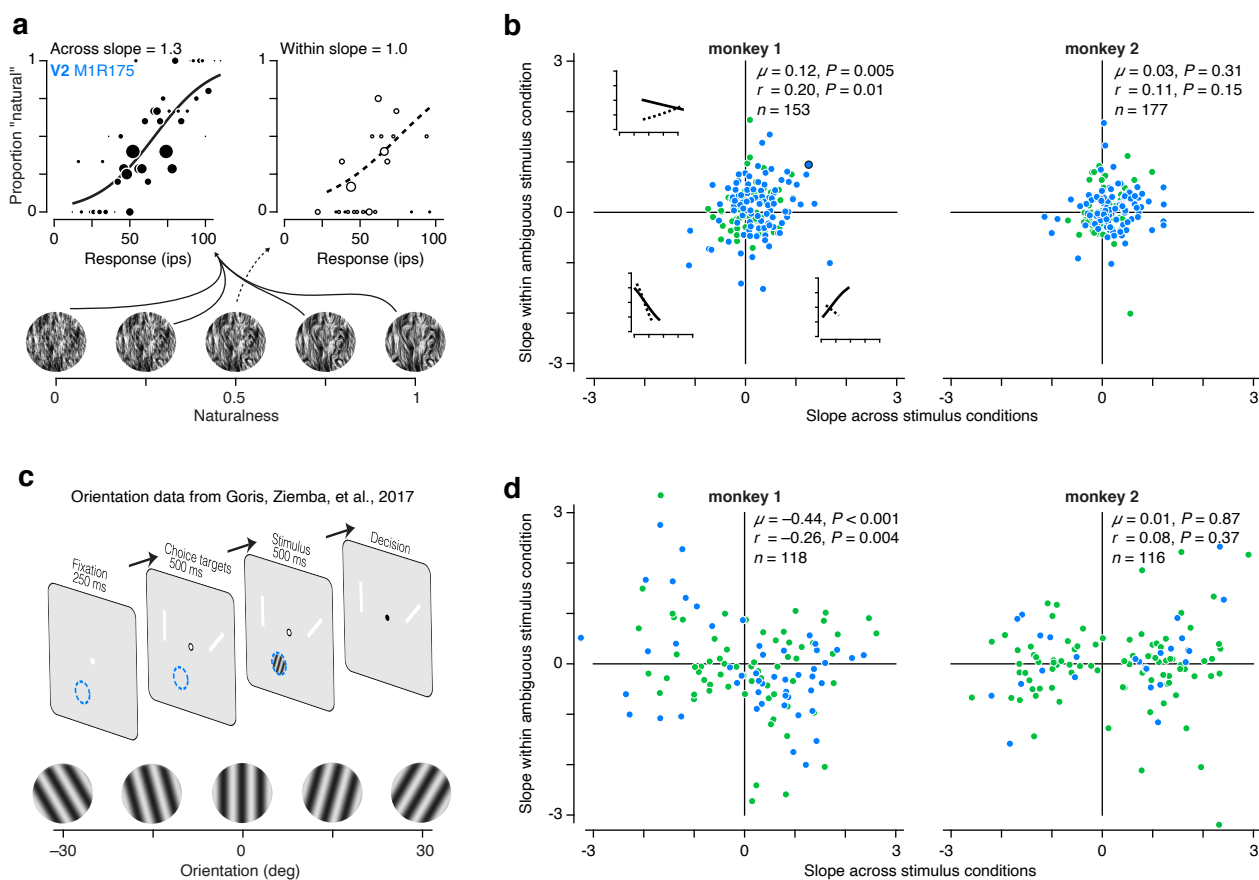 a
Across slope = 1.3
V2 M1R175
Within slope = 1.0
Proportion "natural"
1
0
1
0
0 50 100
0 50 100
Response (ips)
Response (ips)
0 0.5 1
Naturalness
b
monkey 1
μ = 0.12, P = 0.005
r = 0.20, P = 0.01
n = 153
monkey 2
μ = 0.03, P = 0.31
r = 0.11, P = 0.15
n = 177
Slope within ambiguous stimulus condition
3
0
-3
-3 0 3
-3 0 3
Slope across stimulus conditions
c
Orientation data from Goris, Ziemba, et al., 2017
Fixation
250 ms
Choice targets
500 ms
Stimulus
500 ms
Decision
–30 0 30
Orientation (deg)
d
monkey 1
μ = –0.44, P < 0.001
r = –0.26, P = 0.004
n = 118
monkey 2
μ = 0.01, P = 0.87
r = 0.08, P = 0.37
n = 116
Slope within ambiguous stimulus condition
3
0
-3
-3 0 3
-3 0 3
Slope across stimulus conditions